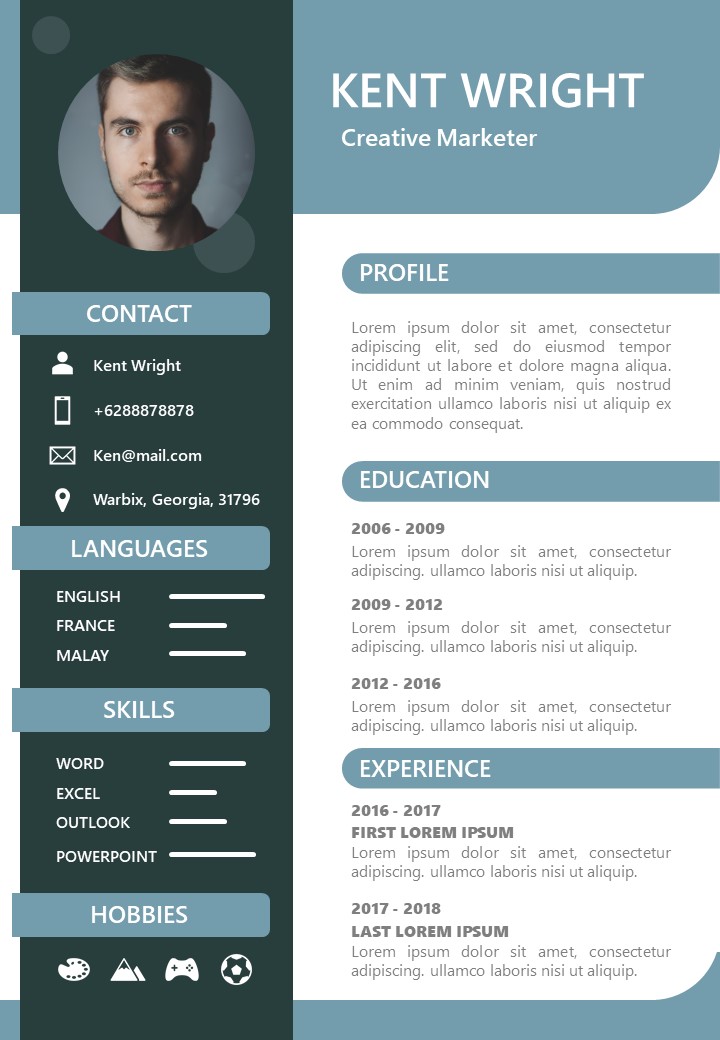 KENT WRIGHT
Creative Marketer
CONTACT
Kent Wright
+6288878878
Ken@mail.com
Warbix, Georgia, 31796
LANGUAGES
ENGLISH
FRANCE
MALAY
SKILLS
WORD
EXCEL
OUTLOOK
POWERPOINT
HOBBIES
PROFILE
Lorem ipsum dolor sit amet, consectetur
adipiscing elit, sed do eiusmod tempor
incididunt ut labore et dolore magna aliqua.
Ut enim ad minim veniam, quis nostrud
exercitation ullamco laboris nisi ut aliquip ex
ea commodo consequat.
EDUCATION
2006 - 2009
Lorem ipsum dolor sit amet, consectetur
adipiscing. ullamco laboris nisi ut aliquip.
2009 - 2012
Lorem ipsum dolor sit amet, consectetur
adipiscing. ullamco laboris nisi ut aliquip.
2012 - 2016
Lorem ipsum dolor sit amet, consectetur
adipiscing. ullamco laboris nisi ut aliquip.
EXPERIENCE
2016 - 2017
FIRST LOREM IPSUM
Lorem ipsum dolor sit amet, consectetur
adipiscing. ullamco laboris nisi ut aliquip.
2017 - 2018
LAST LOREM IPSUM
Lorem ipsum dolor sit amet, consectetur
adipiscing. ullamco laboris nisi ut aliquip.